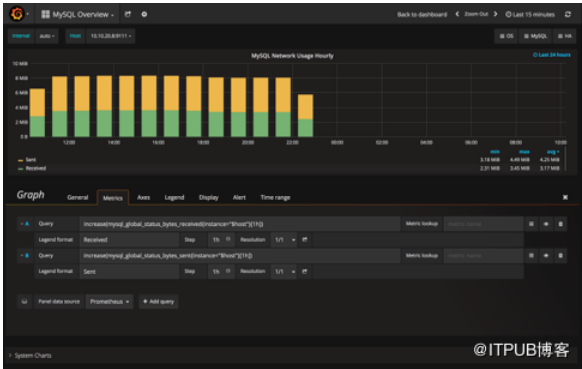 MySQL Overview
Back to dashboard Zoom Out Last 15 minutes
Interval auto Host 10.10.20.8:9111 OS MySQL HA
MySQL Network Usage Hourly Last 24 hours
10 MiB
8 MiB
6 MiB
4 MiB
2 MiB
0 B
12:00 14:00 16:00 18:00 20:00 22:00 00:00 02:00 04:00 06:00 08:00 10:00
min max avg
Sent 3.18 MiB 4.49 MiB 4.25 MiB
Received 2.31 MiB 3.45 MiB 3.17 MiB
Graph General Metrics Axes Legend Display Alert Time range
A Query increase(mysql_global_status_bytes_received{instance="$host"}[1h]) Metric lookup metric name
Legend format Received Step 1h Resolution 1/1
B Query increase(mysql_global_status_bytes_sent{instance="$host"}[1h]) Metric lookup metric name
Legend format Sent Step 1h Resolution 1/1
Panel data source Prometheus + Add query
System Charts
@ITPUB博客